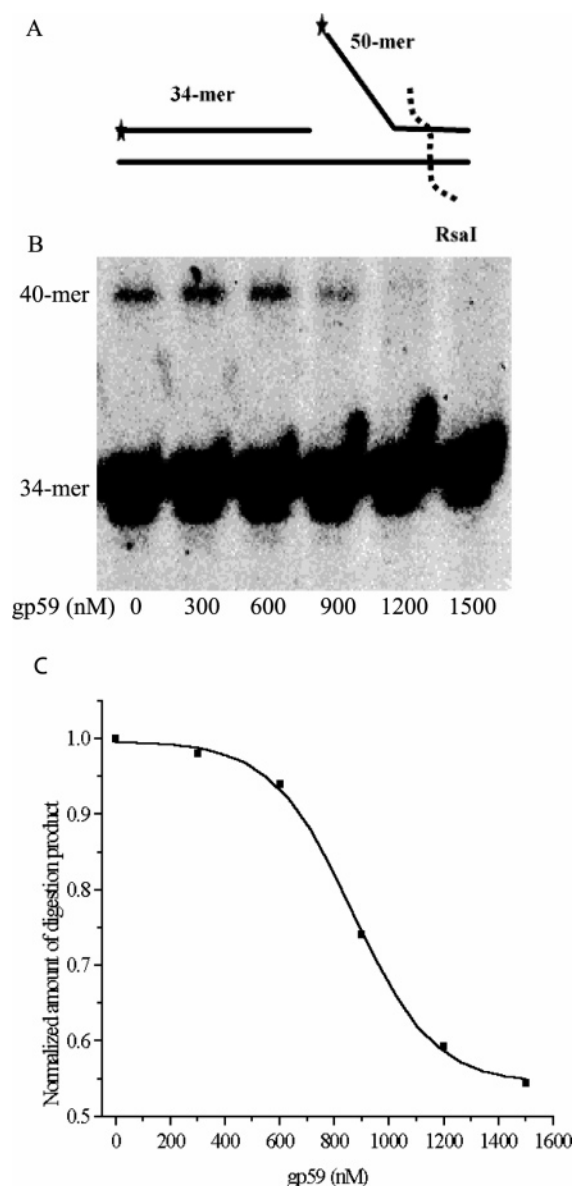 A
50-mer
34-mer
RsaI
B
40-mer
34-mer
gp59 (nM) 0 300 600 900 1200 1500
C
1.0
0.9
0.8
0.7
0.6
0.5
Normalized amount of digestion product
0 200 400 600 800 1000 1200 1400 1600
gp59 (nM)